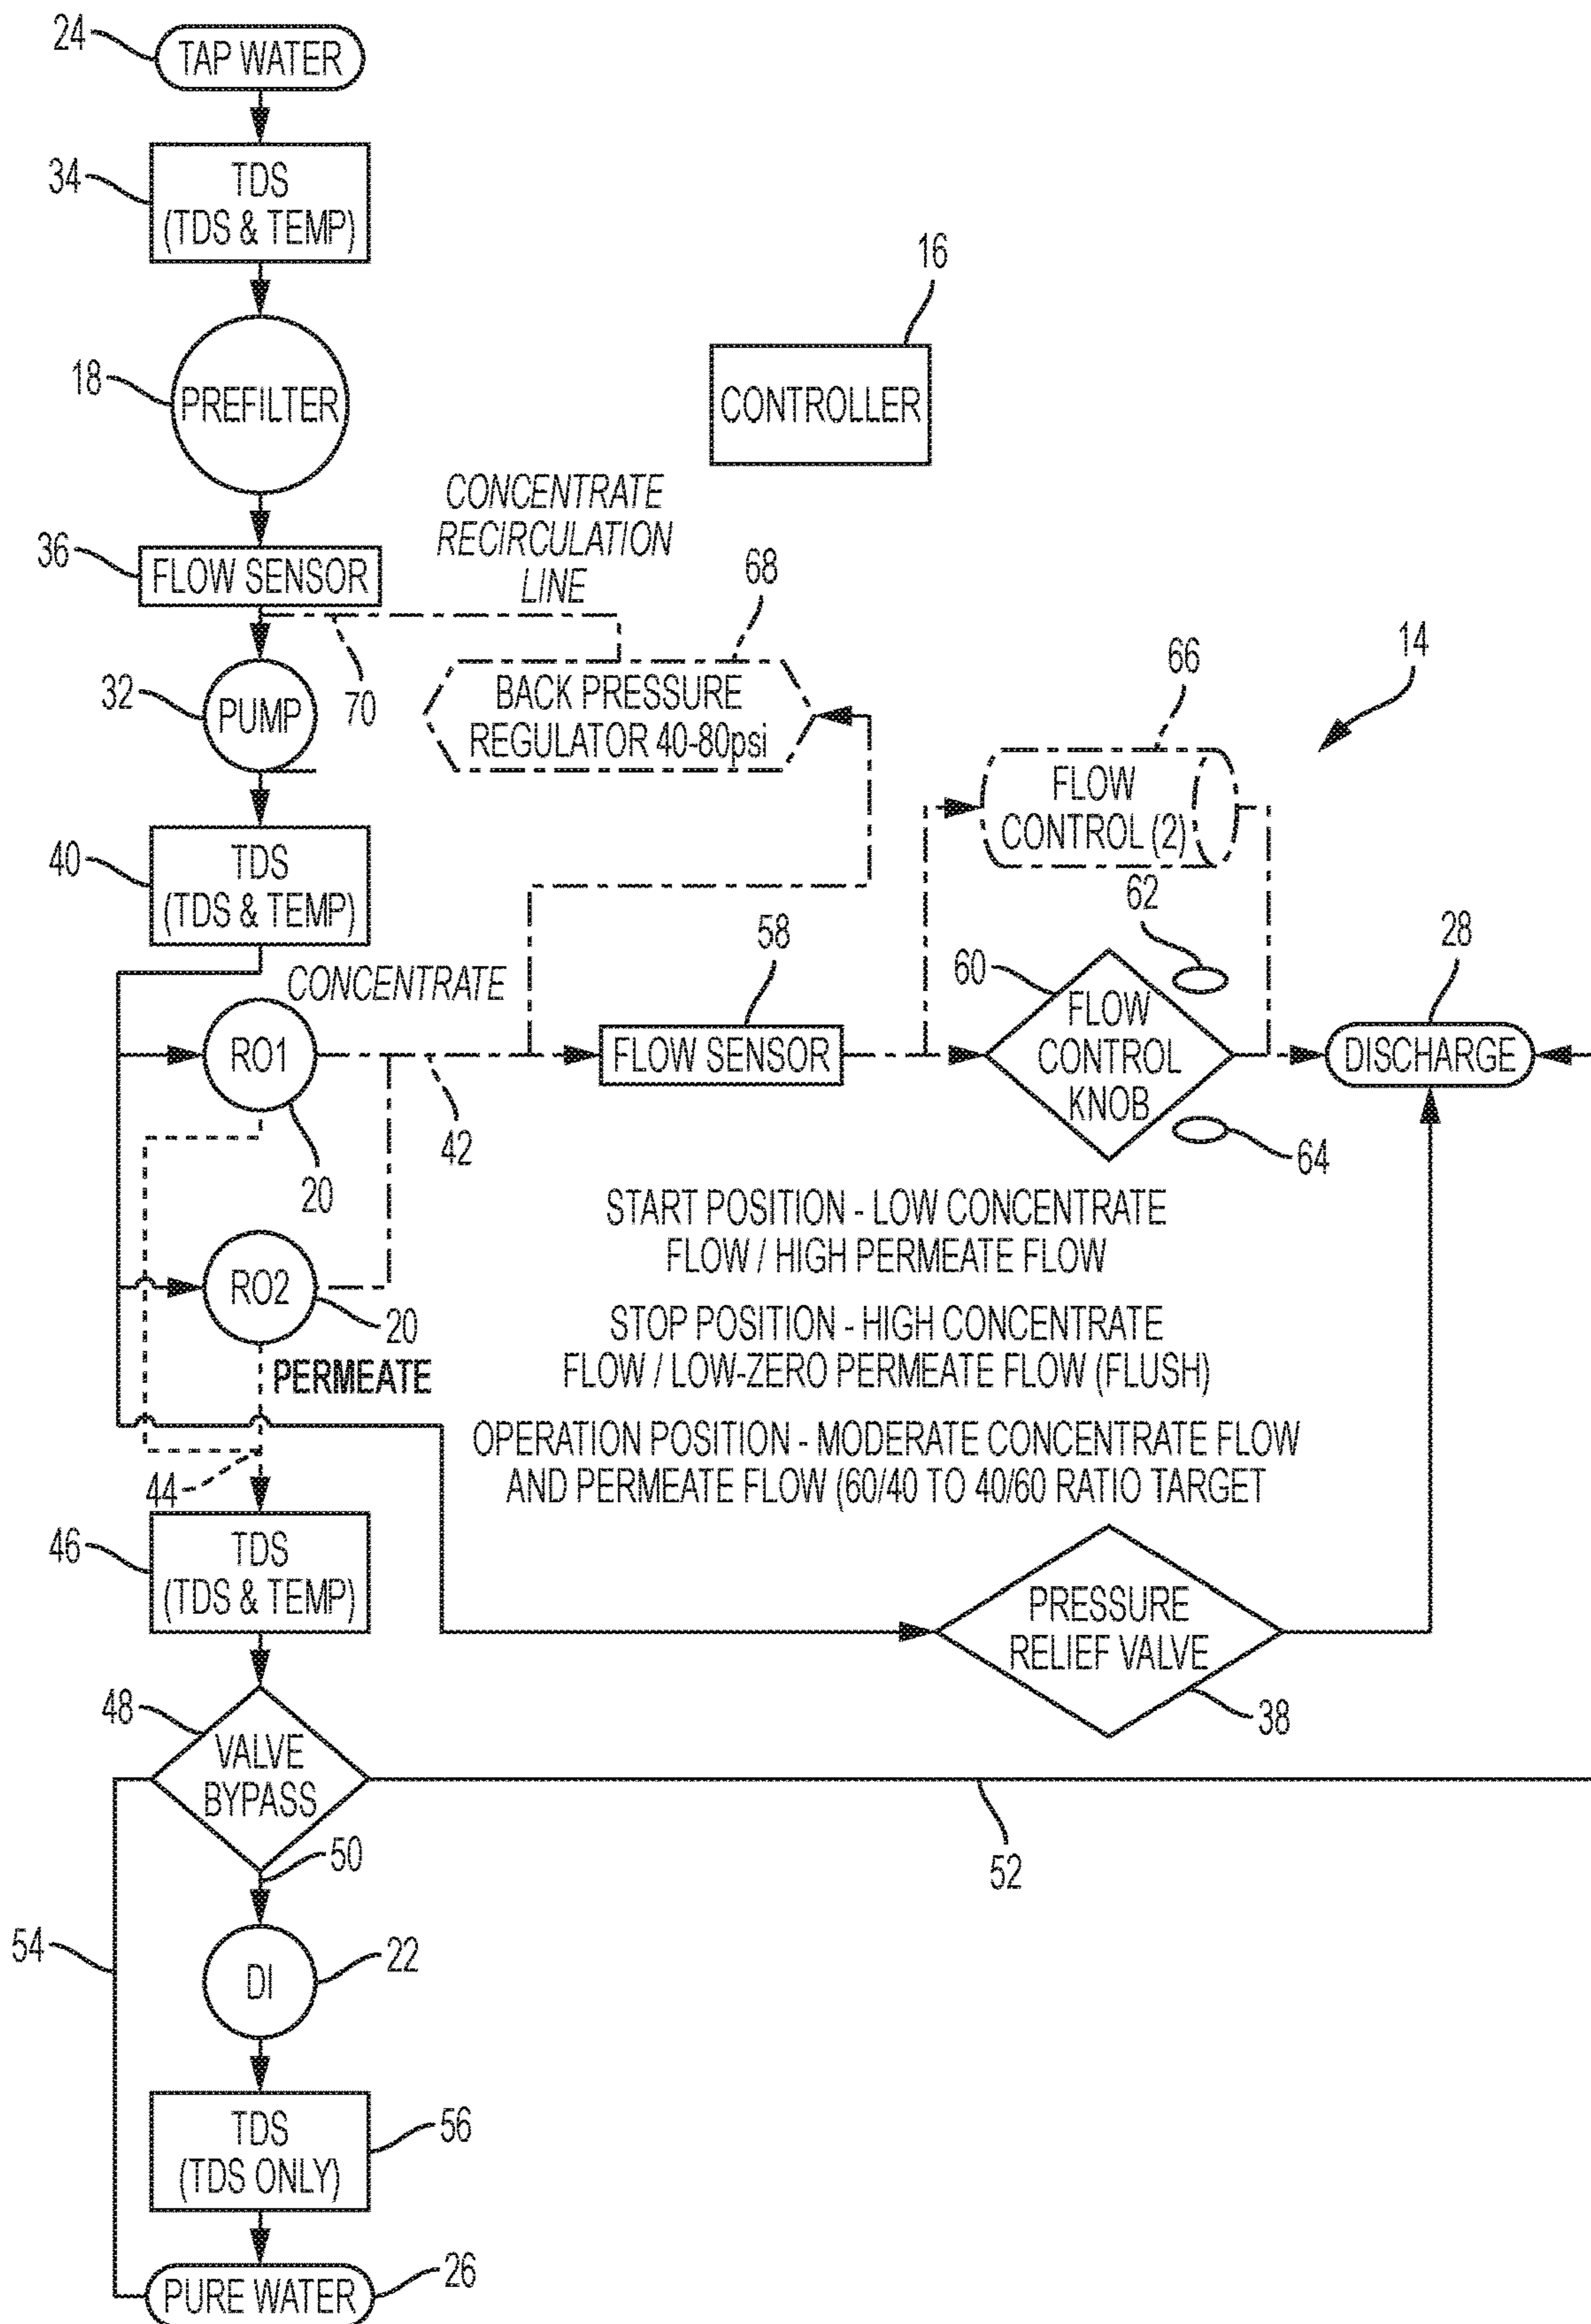 24
TAP WATER
34
TDS
(TDS & TEMP)
16
CONTROLLER
18
PREFILTER
CONCENTRATE
RECIRCULATION
LINE
36
FLOW SENSOR
68
70
32
PUMP
BACK PRESSURE
REGULATOR 40-80psi
14
66
FLOW
CONTROL (2)
40
TDS
(TDS & TEMP)
62
CONCENTRATE
58
60
28
RO1
FLOW SENSOR
FLOW
CONTROL
KNOB
DISCHARGE
42
64
20
RO2
20
START POSITION - LOW CONCENTRATE
FLOW / HIGH PERMEATE FLOW
STOP POSITION - HIGH CONCENTRATE
FLOW / LOW-ZERO PERMEATE FLOW (FLUSH)
PERMEATE
OPERATION POSITION - MODERATE CONCENTRATE FLOW
AND PERMEATE FLOW (60/40 TO 40/60 RATIO TARGET
44
46
TDS
(TDS & TEMP)
PRESSURE
RELIEF VALVE
38
48
VALVE
BYPASS
50
52
54
22
DI
56
TDS
(TDS ONLY)
PURE WATER
26